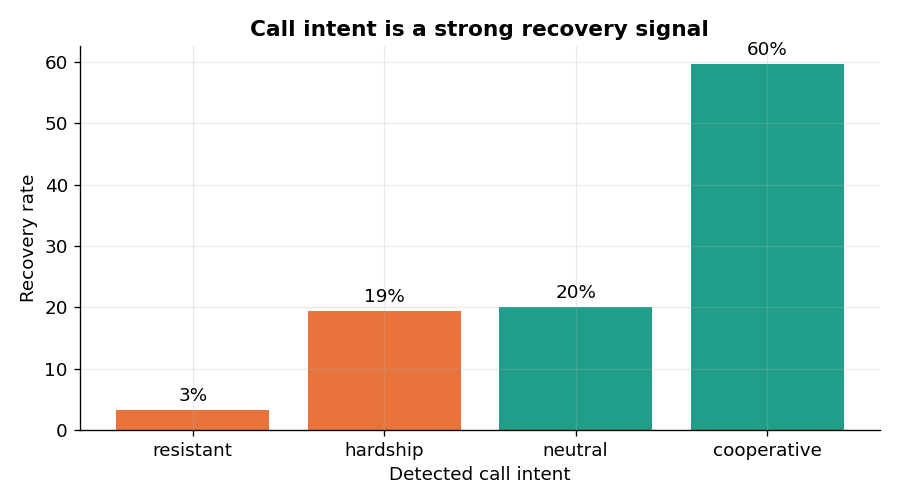 Call intent is a strong recovery signal
60%
60
50
40
30
20
10
0
19%
20%
3%
Recovery rate
resistant hardship neutral cooperative
Detected call intent